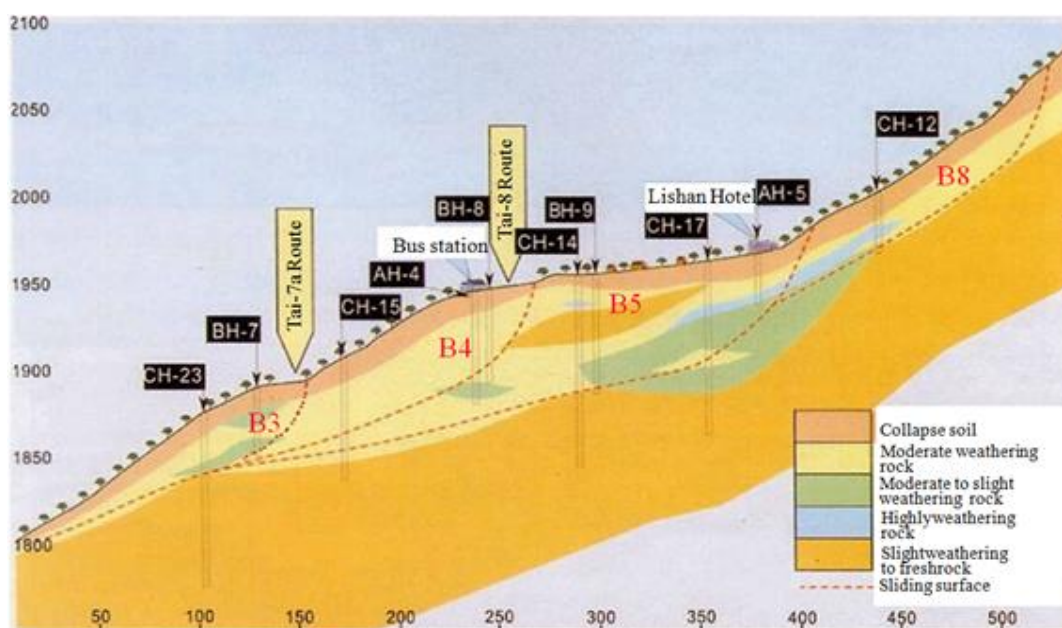 2100
2050
2000
1950
1900
1850
1800
CH-12
B8
Lishan Hotel
AH-5
Tai-8 Route
BH-8
BH-9
CH-17
Bus station
CH-14
AH-4
Tai-7a Route
CH-15
B5
B4
BH-7
CH-23
B3
Collapse soil
Moderate weathering
rock
Moderate to slight
weathering rock
Highlyweathering
rock
Slightweathering
to freshrock
Sliding surface
50
100
150
200
250
300
350
400
450
500